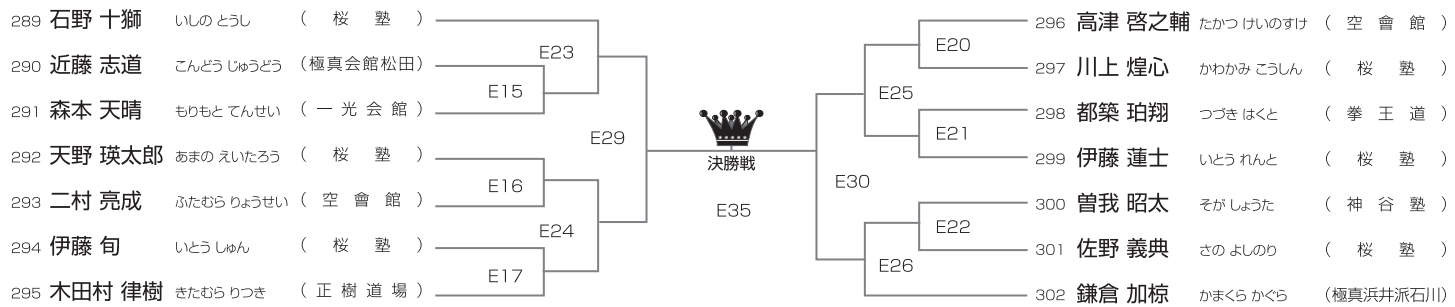 289 石野 十獅 いしの とうし （ 桜 塾 ）
290 近藤 志道 こんどう じゅうどう （極真会館松田）
291 森本 天晴 もりもと てんせい （一光会館）
292 天野 瑛太郎 あまの えいたろう （ 桜 塾 ）
293 二村 亮成 ふたむら りょうせい （空會館）
294 伊藤 旬 いとう しゅん （ 桜 塾 ）
295 木田村 律樹 きたむら りつき （正樹道場）
E23
E15
E29
E16
E24
E17
決勝戦
E35
E20
E25
E21
E30
E22
E26
296 高津 啓之輔 たかつ けいのすけ （空會館）
297 川上 煌心 かわかみ こうしん （ 桜 塾 ）
298 都築 珀翔 つづき はくと （拳王道）
299 伊藤 蓮士 いとう れんと （ 桜 塾 ）
300 曽我 昭太 そが しょうた （神谷塾）
301 佐野 義典 さの よしのり （ 桜 塾 ）
302 鎌倉 加椋 かまくら かぐら （極真浜井派石川）